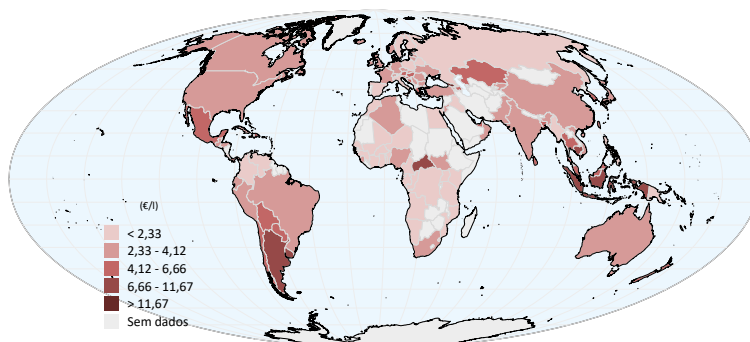 (€/l)
< 2,33
2,33 - 4,12
4,12 - 6,66
6,66 - 11,67
> 11,67
Sem dados